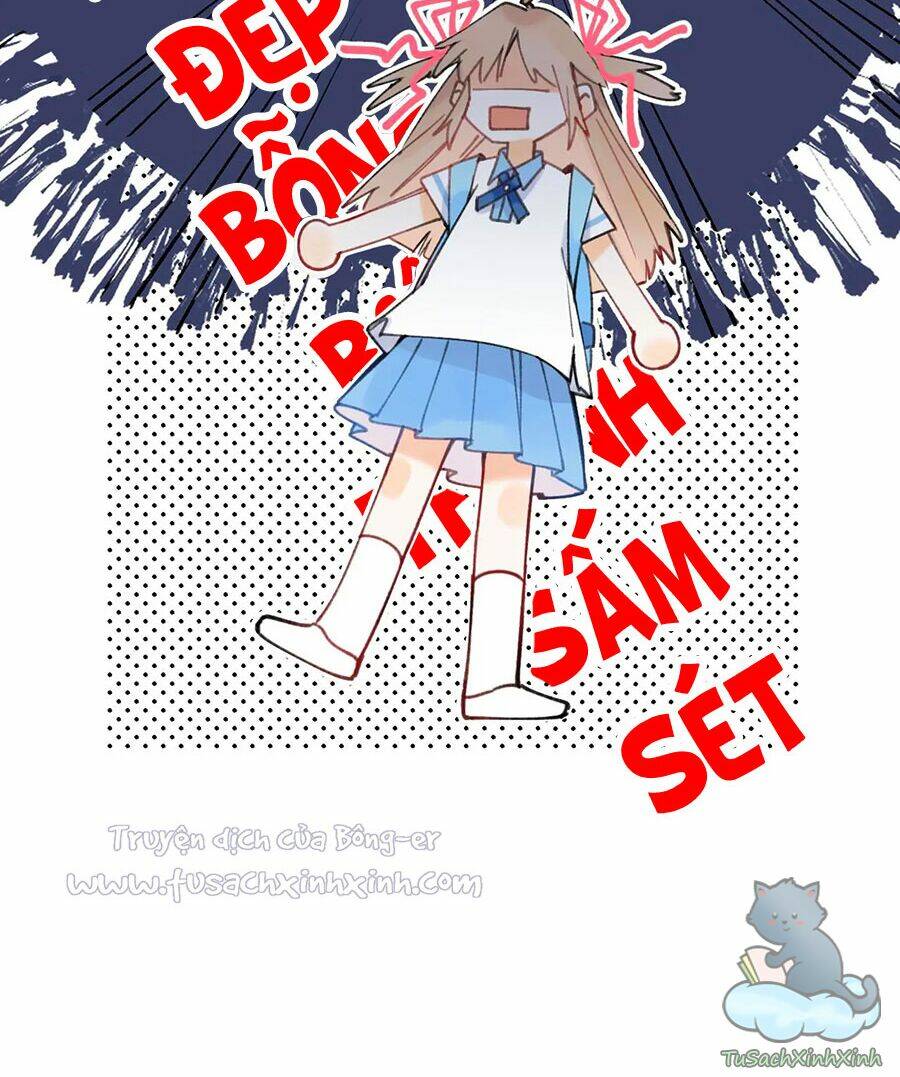 ĐẸP
BỖNG
SẤM
SÉT
Truyện dịch của Bông-er
www.tusachxinhxinh.com
TuSachXinhXinh